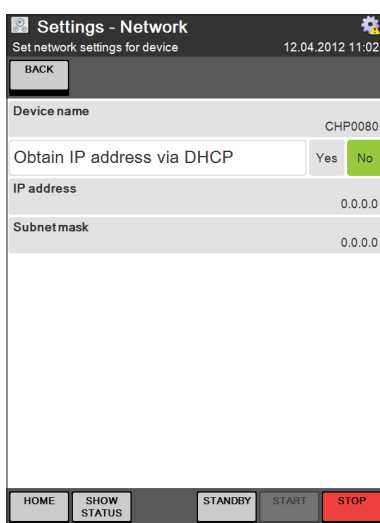 Settings - Network
Set network settings for device 12.04.2012 11:02
BACK
Device name
CHP0080
Obtain IP address via DHCP Yes No
IP address
0.0.0.0
Subnet mask
0.0.0.0
HOME SHOW STATUS STANDBY START STOP